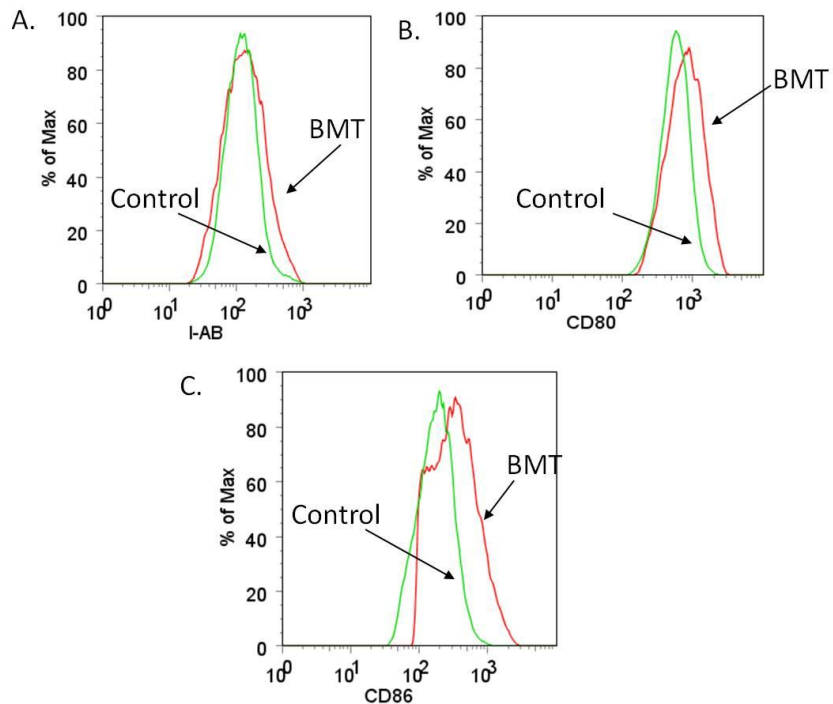 A.
100
80
60
40
20
0
% of Max
BMT
Control
10^0 10^1 10^2 10^3
I-AB
B.
100
80
60
40
20
0
% of Max
BMT
Control
10^0 10^1 10^2 10^3
CD80
C.
100
80
60
40
20
0
% of Max
BMT
Control
10^0 10^1 10^2 10^3
CD86